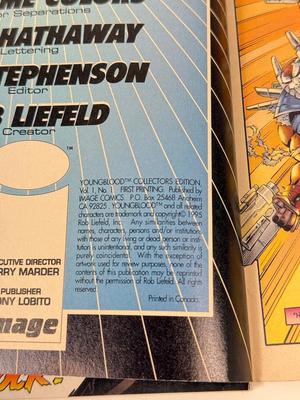 or Separations
HATHAWAY
Lettering
TEPHENSON
Editor
B LIEFELD
Creator
™
YOUNGBLOOD™ COLLECTORS EDITION,
Vol. 1, No. 1. FIRST PRINTING. Published by
IMAGE COMICS P.O. Box 25468 Anaheim
CA 92825. YOUNGBLOOD™ and all related
characters are trademark and copyright© 1995
Rob Liefeld. Any similarities between
names, characters, persons and/or institution,
with those of any living or dead person or insti-
tution is unintentional, and any such similarity is
purely coincidental. With the exception of
artwork used for review purposes, none of the
contents of this publication may be reprinted
without the permission of Rob Liefeld. All rights
reserved.
Printed in Canada.
ECUTIVE DIRECTOR
RRY MARDER
PUBLISHER
ONY LOBITO
mage